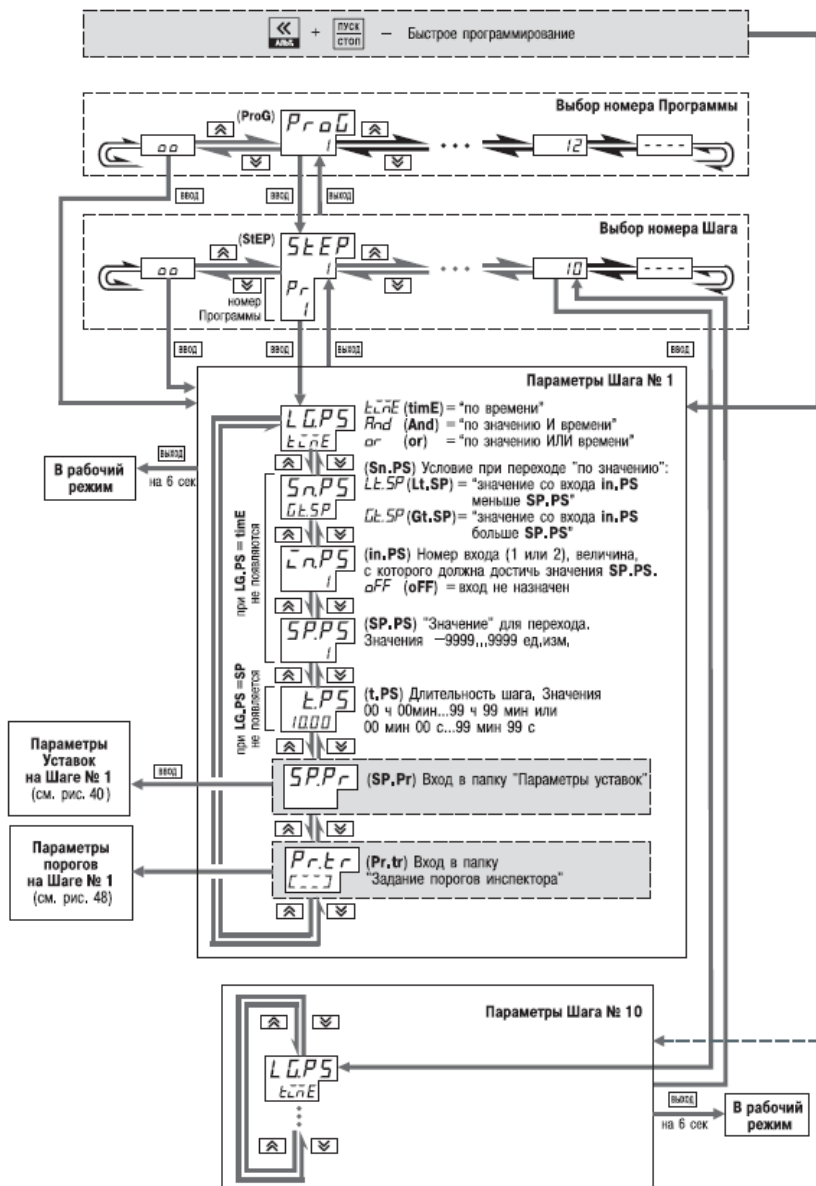 « АЛЬТ. + ПУСК СТОП – Быстрое программирование
Выбор номера Программы
(ProG) ProG
oo 1 ... 12 ----
ввод ввод выход
Выбор номера Шага
(StEP) StEP
oo 1 ... 10 ----
номер Программы
Pr
1
ввод ввод выход ввод
Параметры Шага № 1
LG.PS
timE
timE (timE) = "по времени"
And (And) = "по значению И времени"
or (or) = "по значению ИЛИ времени"
выход
на 6 сек
В рабочий
режим
при LG.PS = timE
не появляются
Sn.PS
Gt.SP
(Sn.PS) Условие при переходе "по значению":
Lt.SP (Lt.SP) = "значение со входа in.PS
меньше SP.PS"
Gt.SP (Gt.SP) = "значение со входа in.PS
больше SP.PS"
in.PS
1
(in.PS) Номер входа (1 или 2), величина,
с которого должна достичь значения SP.PS.
oFF (oFF) = вход не назначен
SP.PS
1
(SP.PS) "Значение" для перехода.
Значения –9999,,,9999 ед,изм,
при LG.PS =SP
не появляется
t.PS
10.00
(t.PS) Длительность шага, Значения
00 ч 00мин...99 ч 99 мин или
00 мин 00 с...99 мин 99 с
Параметры
Уставок
на Шаге № 1
(см. рис. 40)
ввод
SP.Pr
(SP.Pr) Вход в папку "Параметры уставок"
Параметры
порогов
на Шаге № 1
(см. рис. 48)
Pr.tr
[---]
(Pr.tr) Вход в папку
"Задание порогов инспектора"
Параметры Шага № 10
LG.PS
timE
выход
на 6 сек
В рабочий
режим